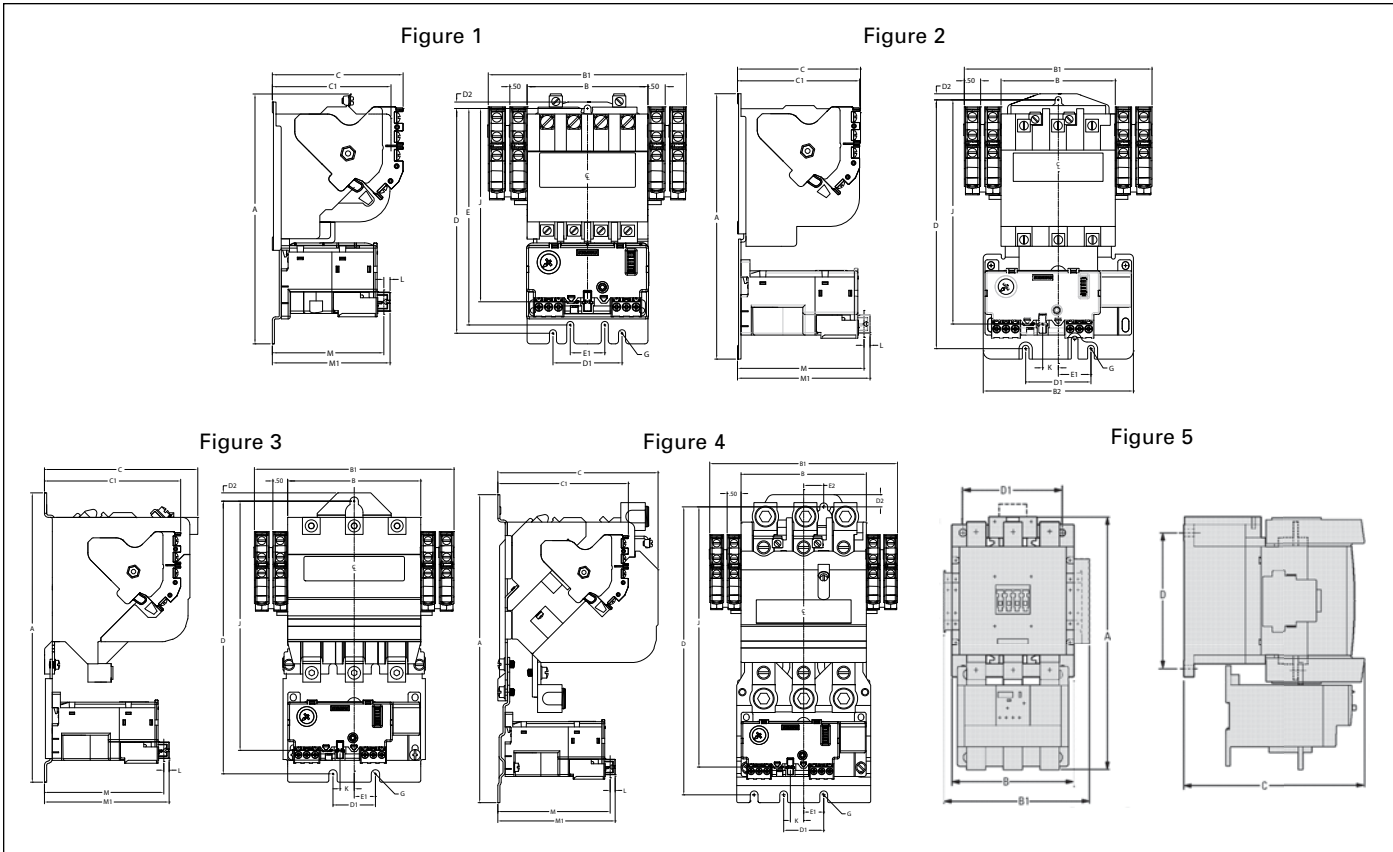 Figure 1
C
C1
A
L
M
M1
B1
D2
.50
B
.50
℄
J
E
D
E1
D1
G
Figure 2
C
C1
A
L
M
M1
B1
D2
.50
B
℄
J
D
K
E1
D1
G
B2
Figure 3
C
C1
A
L
M
M1
B1
D2
.50
B
℄
J
D
K
E1
D1
G
Figure 4
C
C1
A
L
M
M1
B1
B
E2
D2
.50
℄
J
D
K
E1
D1
G
Figure 5
D1
A
B
B1
D
C